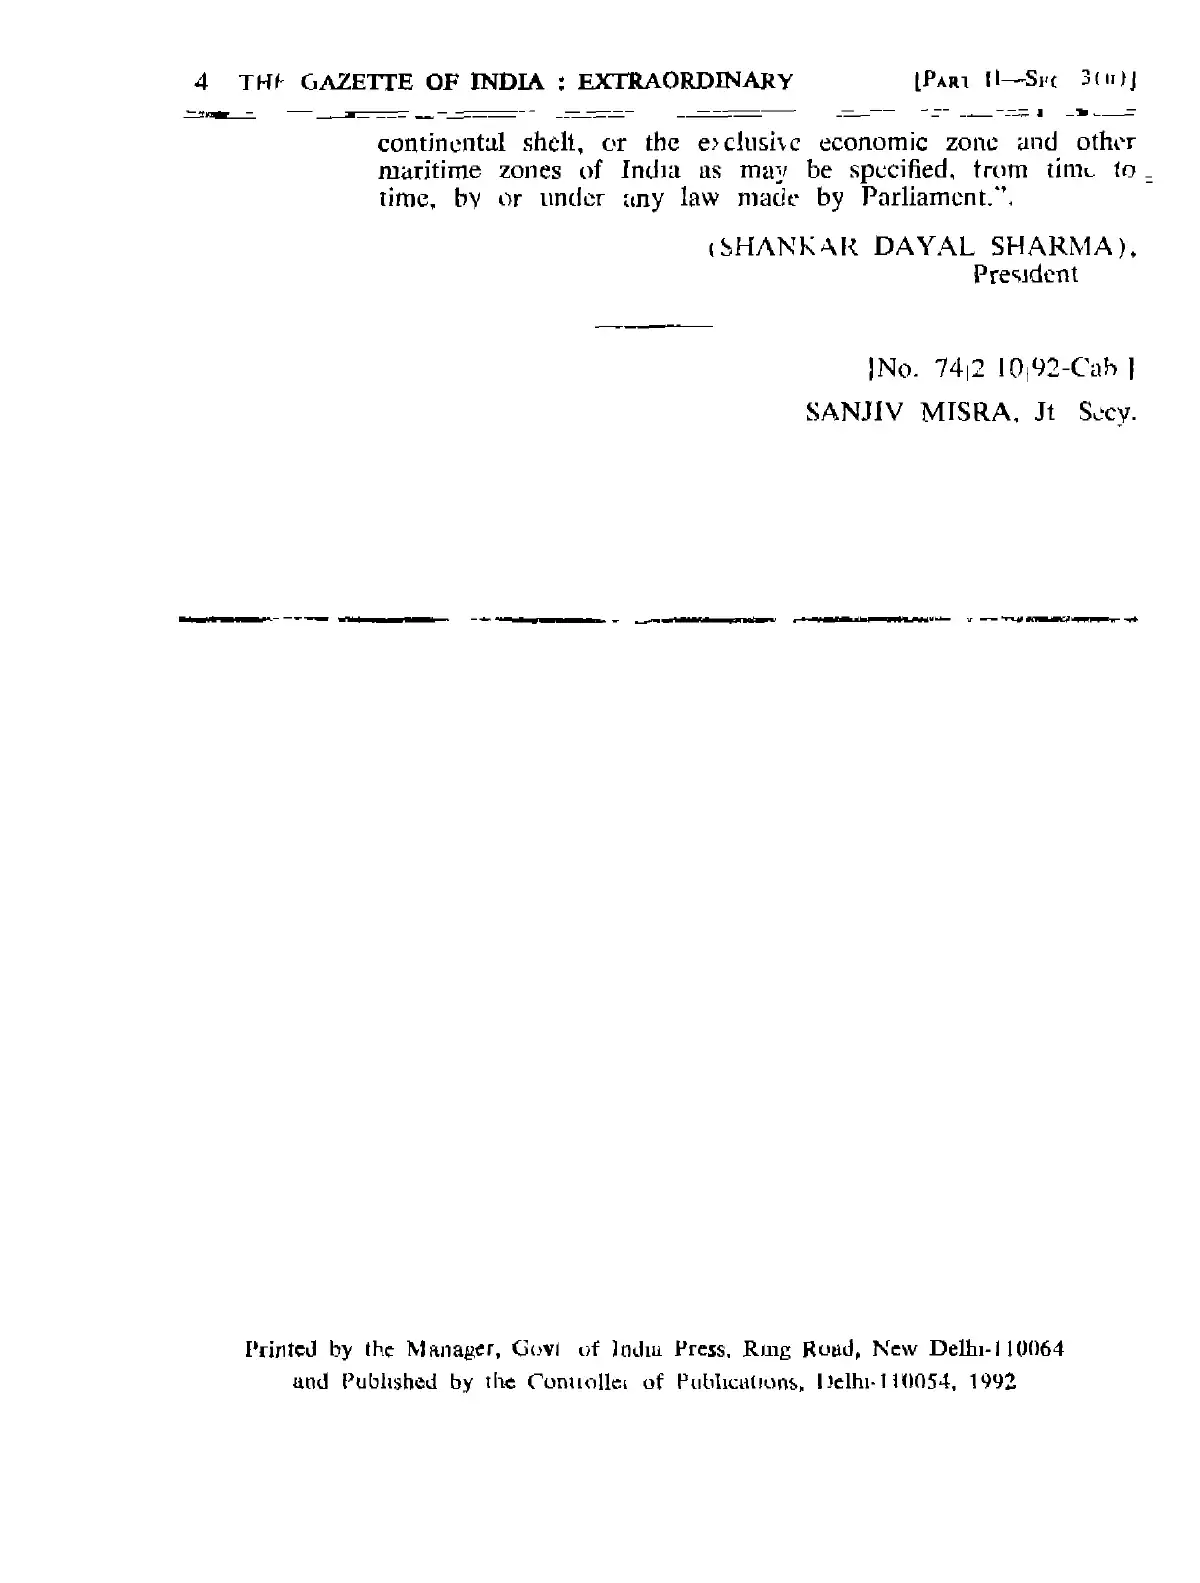 4 THE GAZETTE OF INDIA : EXTRAORDINARY [PART II—SEC 3(ii)]
continental shelf, or the exclusive economic zone and other
maritime zones of India as may be specified, from time to
time, by or under any law made by Parliament.".
(SHANKAR DAYAL SHARMA),
President
[No. 74|2 10|92-Cab ]
SANJIV MISRA, Jt Secy.
Printed by the Manager, Govt of India Press, Ring Road, New Delhi-110064
and Published by the Controller of Publications, Delhi-110054, 1992